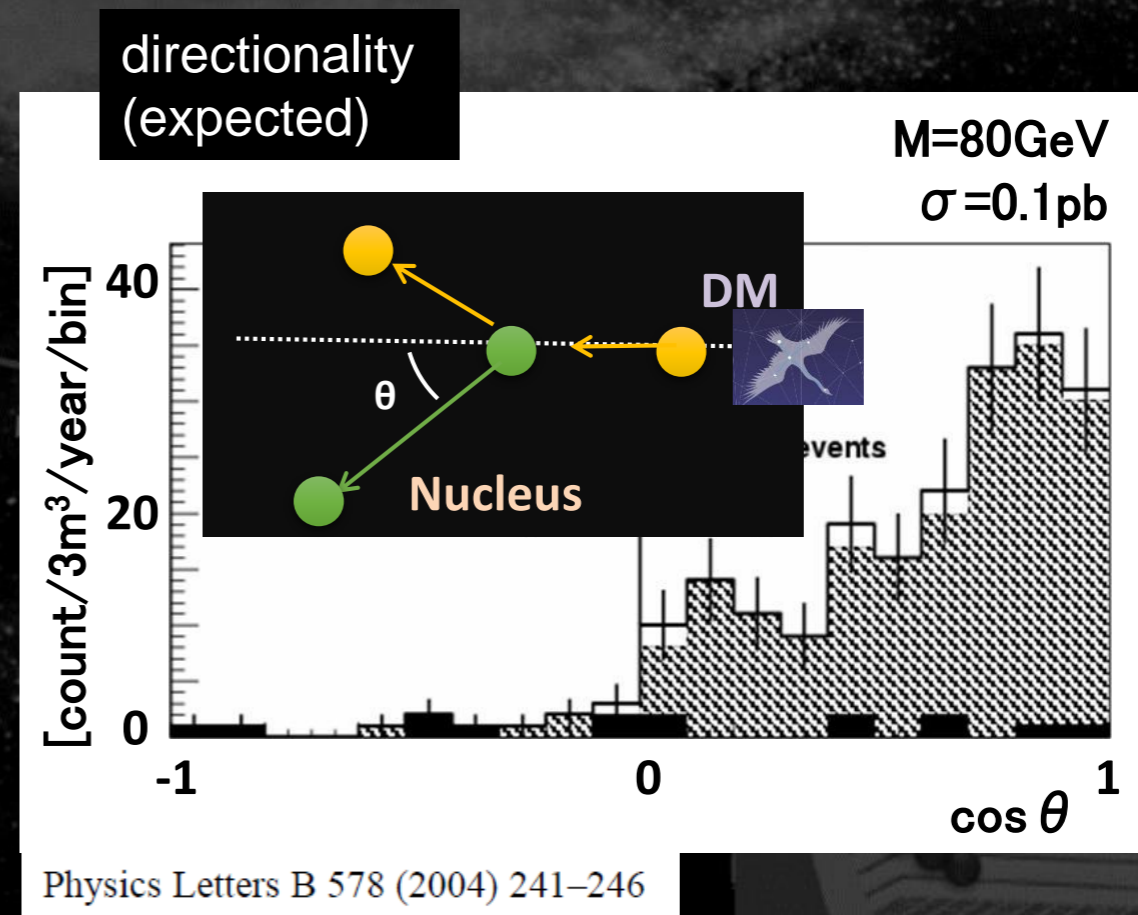 directionality
(expected)
M=80GeV
σ=0.1pb
[count/3m³/year/bin]
40
20
0
DM
θ
Nucleus
events
-1
0
1
cos θ
Physics Letters B 578 (2004) 241–246